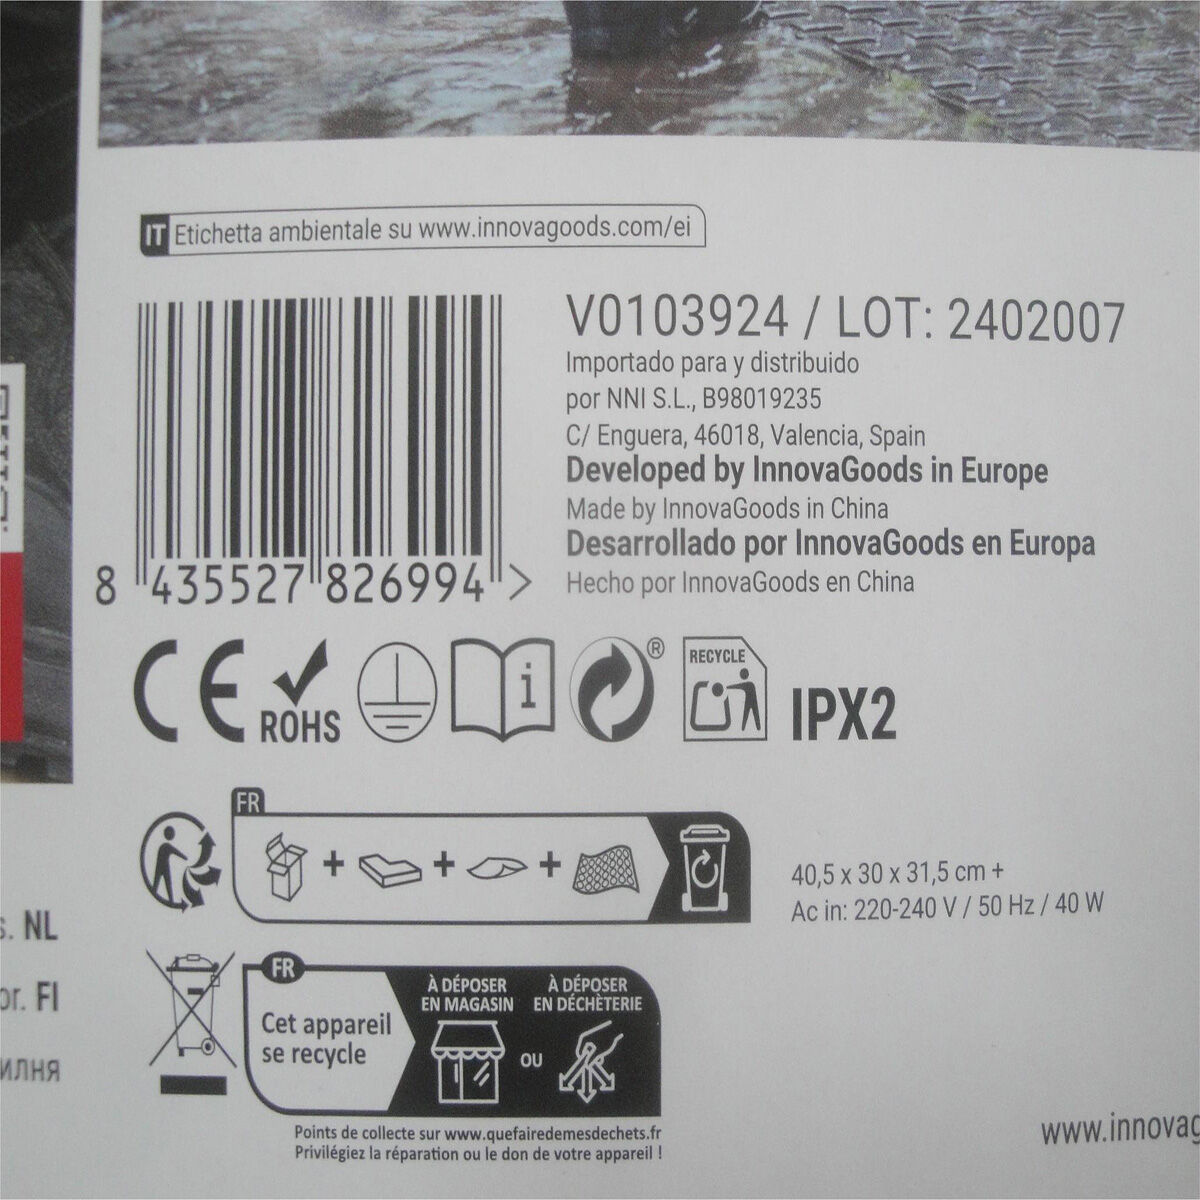 IT Etichetta ambientale su www.innovagoods.com/ei
V0103924 / LOT: 2402007
Importado para y distribuido
por NNI S.L., B98019235
C/ Enguera, 46018, Valencia, Spain
Developed by InnovaGoods in Europe
Made by InnovaGoods in China
Desarrollado por InnovaGoods en Europa
Hecho por InnovaGoods en China
8 435527 826994 >
CE ROHS i ® RECYCLE IPX2
FR
40,5 x 30 x 31,5 cm +
Ac in: 220-240 V / 50 Hz / 40 W
s. NL
or. FI
илня
FR
Cet appareil
se recycle
À DÉPOSER
EN MAGASIN
OU
À DÉPOSER
EN DÉCHÈTERIE
Points de collecte sur www.quefairedemesdechets.fr
Privilégiez la réparation ou le don de votre appareil !
www.innovag